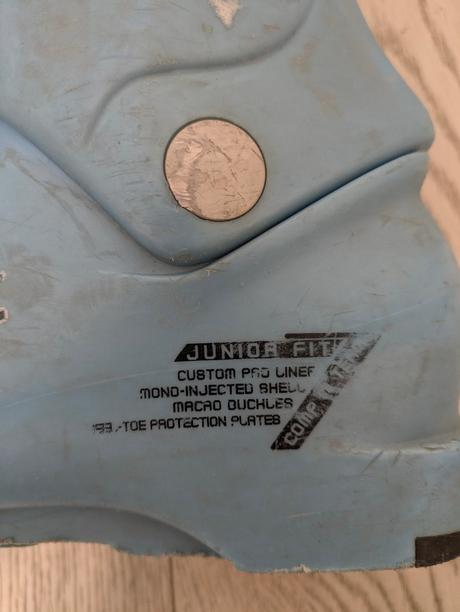 JUNIOR FIT
CUSTOM PRO LINER
MONO-INJECTED SHELL
MACRO BUCKLES
-TOE PROTECTION PLATES
COMP